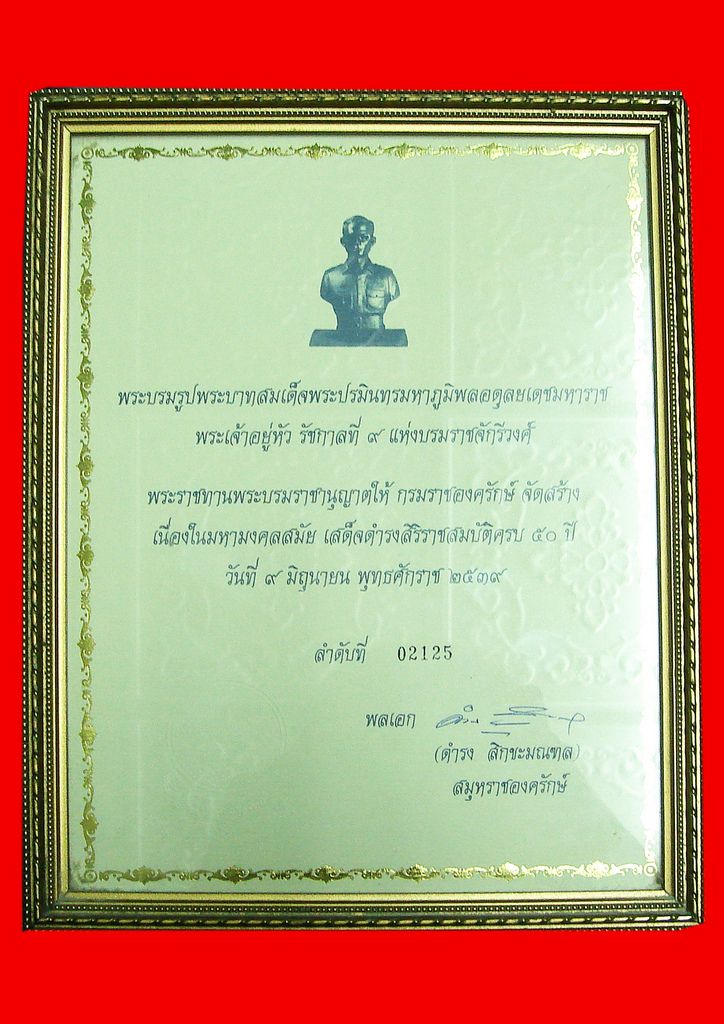 พระบรมรูปพระบาทสมเด็จพระปรมินทรมหาภูมิพลอดุลยเดชมหาราช
พระเจ้าอยู่หัว รัชกาลที่ ๙ แห่งบรมราชจักรีวงศ์
พระราชทานพระบรมราชานุญาตให้ กรมราชองครักษ์ จัดสร้าง
เนื่องในมหามงคลสมัย เสด็จดำรงสิริราชสมบัติครบ ๕๐ ปี
วันที่ ๙ มิถุนายน พุทธศักราช ๒๕๓๙
ลำดับที่ 02125
พลเอก
(ดำรง สิกขะมณฑล)
สมุหราชองครักษ์